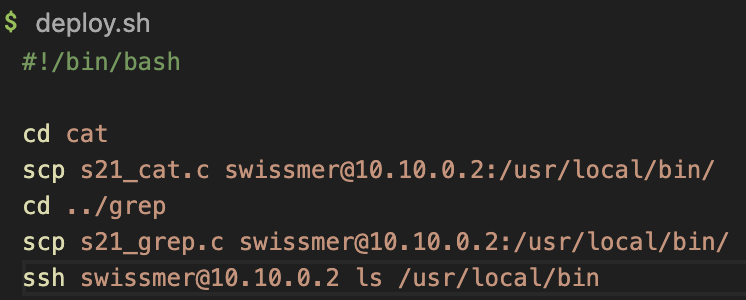 $ deploy.sh
#!/bin/bash
cd cat
scp s21_cat.c swissmer@10.10.0.2:/usr/local/bin/
cd ../grep
scp s21_grep.c swissmer@10.10.0.2:/usr/local/bin/
ssh swissmer@10.10.0.2 ls /usr/local/bin